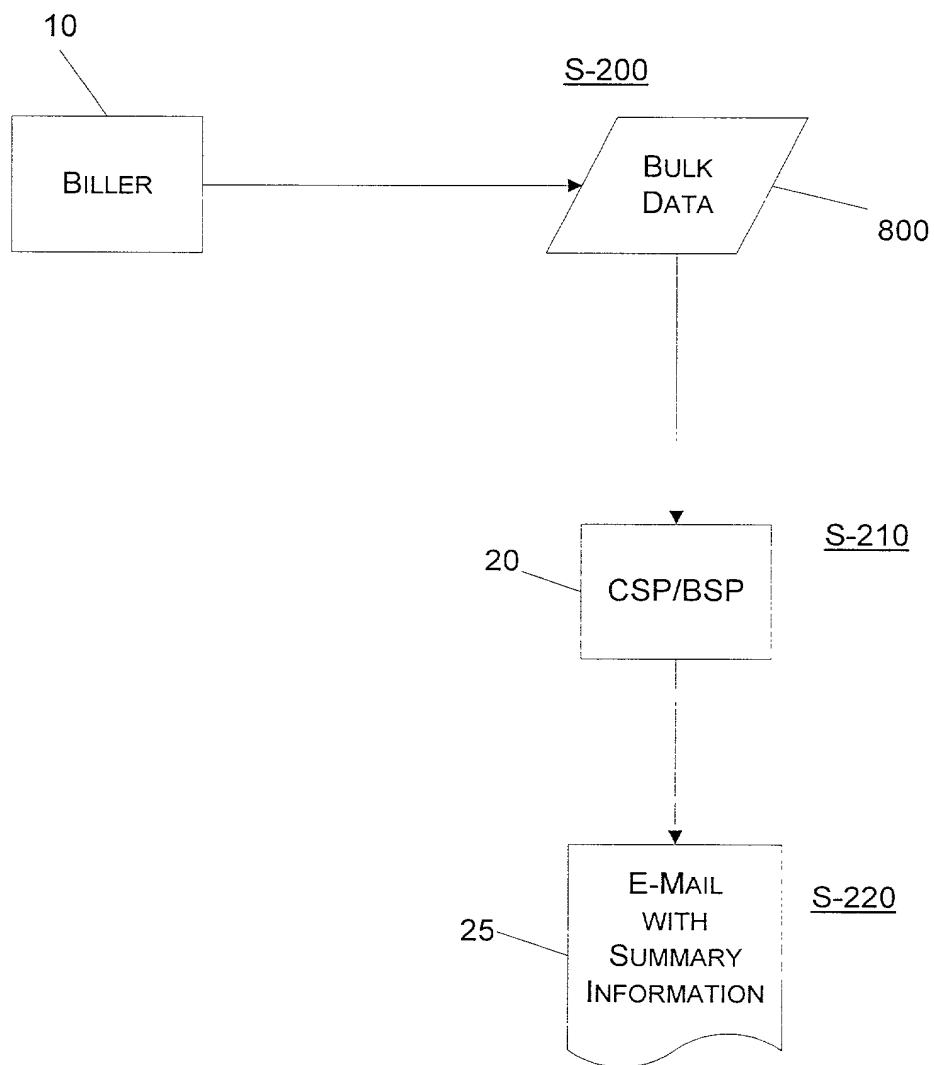 10
S-200
BILLER
BULK
DATA
800
S-210
20
CSP/BSP
S-220
25
E-MAIL
WITH
SUMMARY
INFORMATION